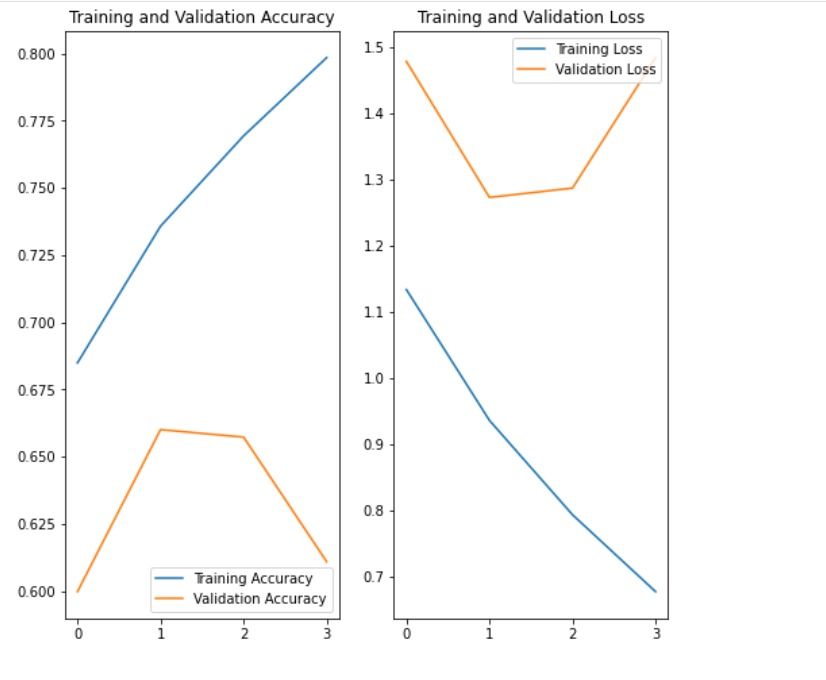 Training and Validation Accuracy
0.800
0.775
0.750
0.725
0.700
0.675
0.650
0.625
0.600
Training Accuracy
Validation Accuracy
0 1 2 3
Training and Validation Loss
1.5
1.4
1.3
1.2
1.1
1.0
0.9
0.8
0.7
Training Loss
Validation Loss
0 1 2 3